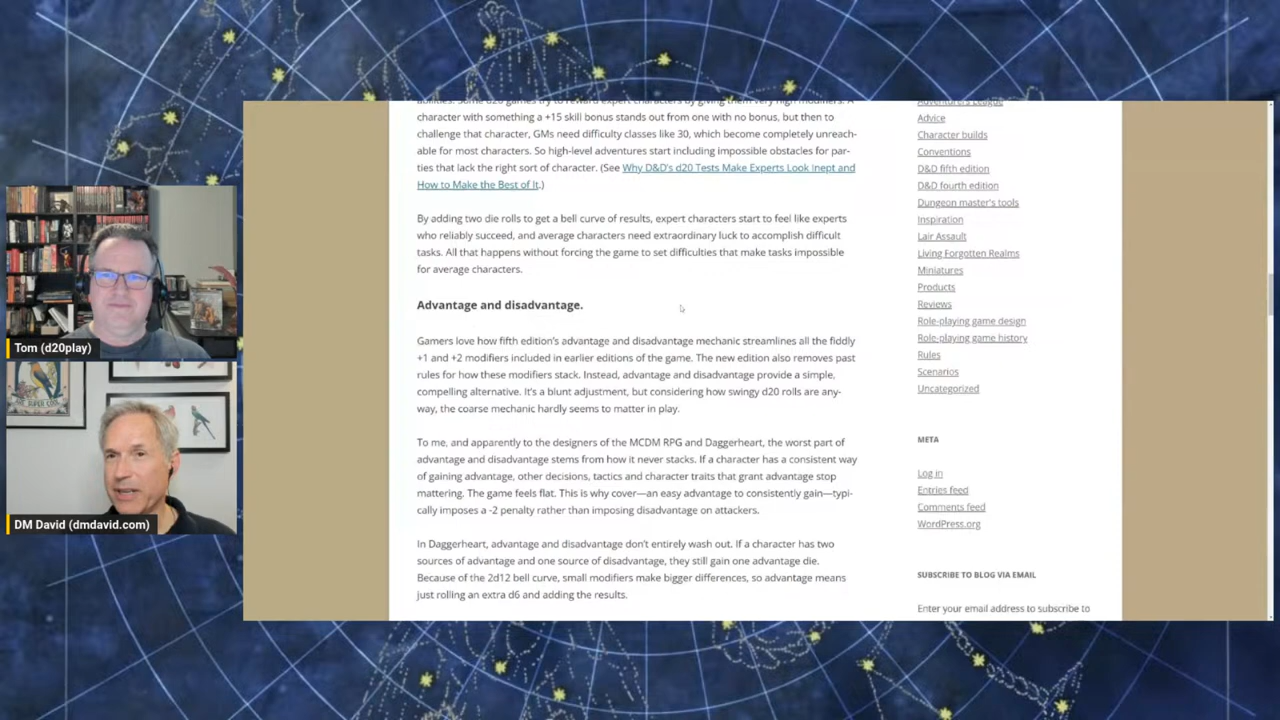 abilities. Some d20 games try to reward expert characters by giving them very high modifiers. A
character with something a +15 skill bonus stands out from one with no bonus, but then to
challenge that character, GMs need difficulty classes like 30, which become completely unreach-
able for most characters. So high-level adventures start including impossible obstacles for par-
ties that lack the right sort of character. (See Why D&D's d20 Tests Make Experts Look Inept and
How to Make the Best of It.)
By adding two die rolls to get a bell curve of results, expert characters start to feel like experts
who reliably succeed, and average characters need extraordinary luck to accomplish difficult
tasks. All that happens without forcing the game to set difficulties that make tasks impossible
for average characters.
Advantage and disadvantage.
Gamers love how fifth edition's advantage and disadvantage mechanic streamlines all the fiddly
+1 and +2 modifiers included in earlier editions of the game. The new edition also removes past
rules for how these modifiers stack. Instead, advantage and disadvantage provide a simple,
compelling alternative. It's a blunt adjustment, but considering how swingy d20 rolls are any-
way, the coarse mechanic hardly seems to matter in play.
To me, and apparently to the designers of the MCDM RPG and Daggerheart, the worst part of
advantage and disadvantage stems from how it never stacks. If a character has a consistent way
of gaining advantage, other decisions, tactics and character traits that grant advantage stop
mattering. The game feels flat. This is why cover—an easy advantage to consistently gain—typi-
cally imposes a -2 penalty rather than imposing disadvantage on attackers.
In Daggerheart, advantage and disadvantage don't entirely wash out. If a character has two
sources of advantage and one source of disadvantage, they still gain one advantage die.
Because of the 2d12 bell curve, small modifiers make bigger differences, so advantage means
just rolling an extra d6 and adding the results.
Adventurers League
Advice
Character builds
Conventions
D&D fifth edition
D&D fourth edition
Dungeon master's tools
Inspiration
Lair Assault
Living Forgotten Realms
Miniatures
Products
Reviews
Role-playing game design
Role-playing game history
Rules
Scenarios
Uncategorized
META
Log in
Entries feed
Comments feed
WordPress.org
SUBSCRIBE TO BLOG VIA EMAIL
Enter your email address to subscribe to
Tom (d20play)
DM David (dmdavid.com)